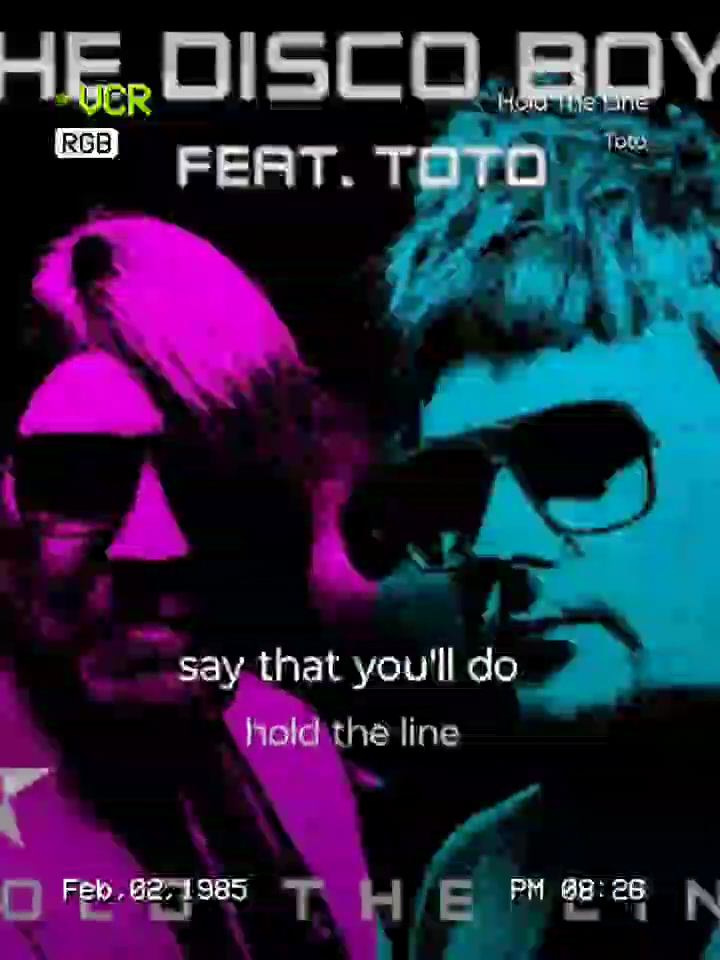 HE DISCO BOY
VCR
Hold The Line
RGB
Toto
FEAT. TOTO
say that you'll do
hold the line
Feb.02,1985
PM 08:26
OLD THE LIN